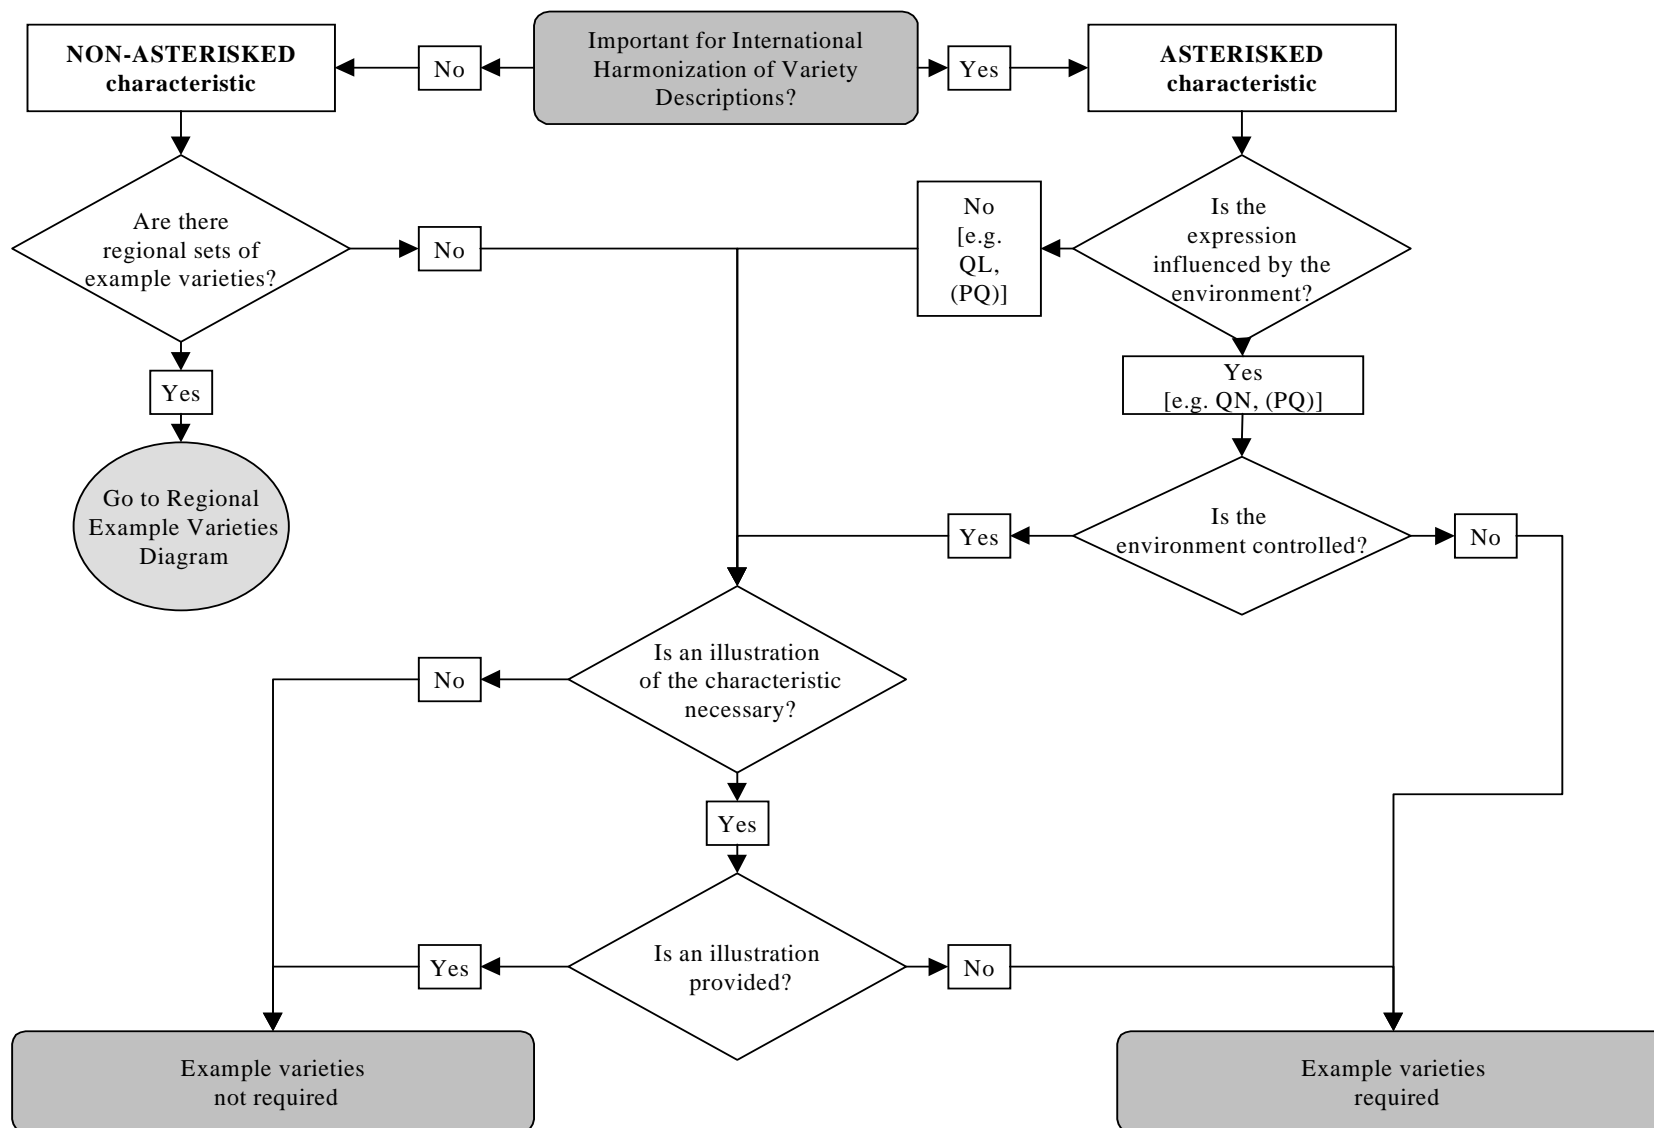 Important for International
Harmonization of Variety
Descriptions?
No
Yes
NON-ASTERISKED
characteristic
ASTERISKED
characteristic
Are there
regional sets of
example varieties?
No
No
[e.g.
QL,
(PQ)]
Is the
expression
influenced by the
environment?
Yes
Yes
[e.g. QN, (PQ)]
Go to Regional
Example Varieties
Diagram
Yes
Is the
environment controlled?
No
Is an illustration
of the characteristic
necessary?
No
Yes
Is an illustration
provided?
Yes
No
Example varieties
not required
Example varieties
required